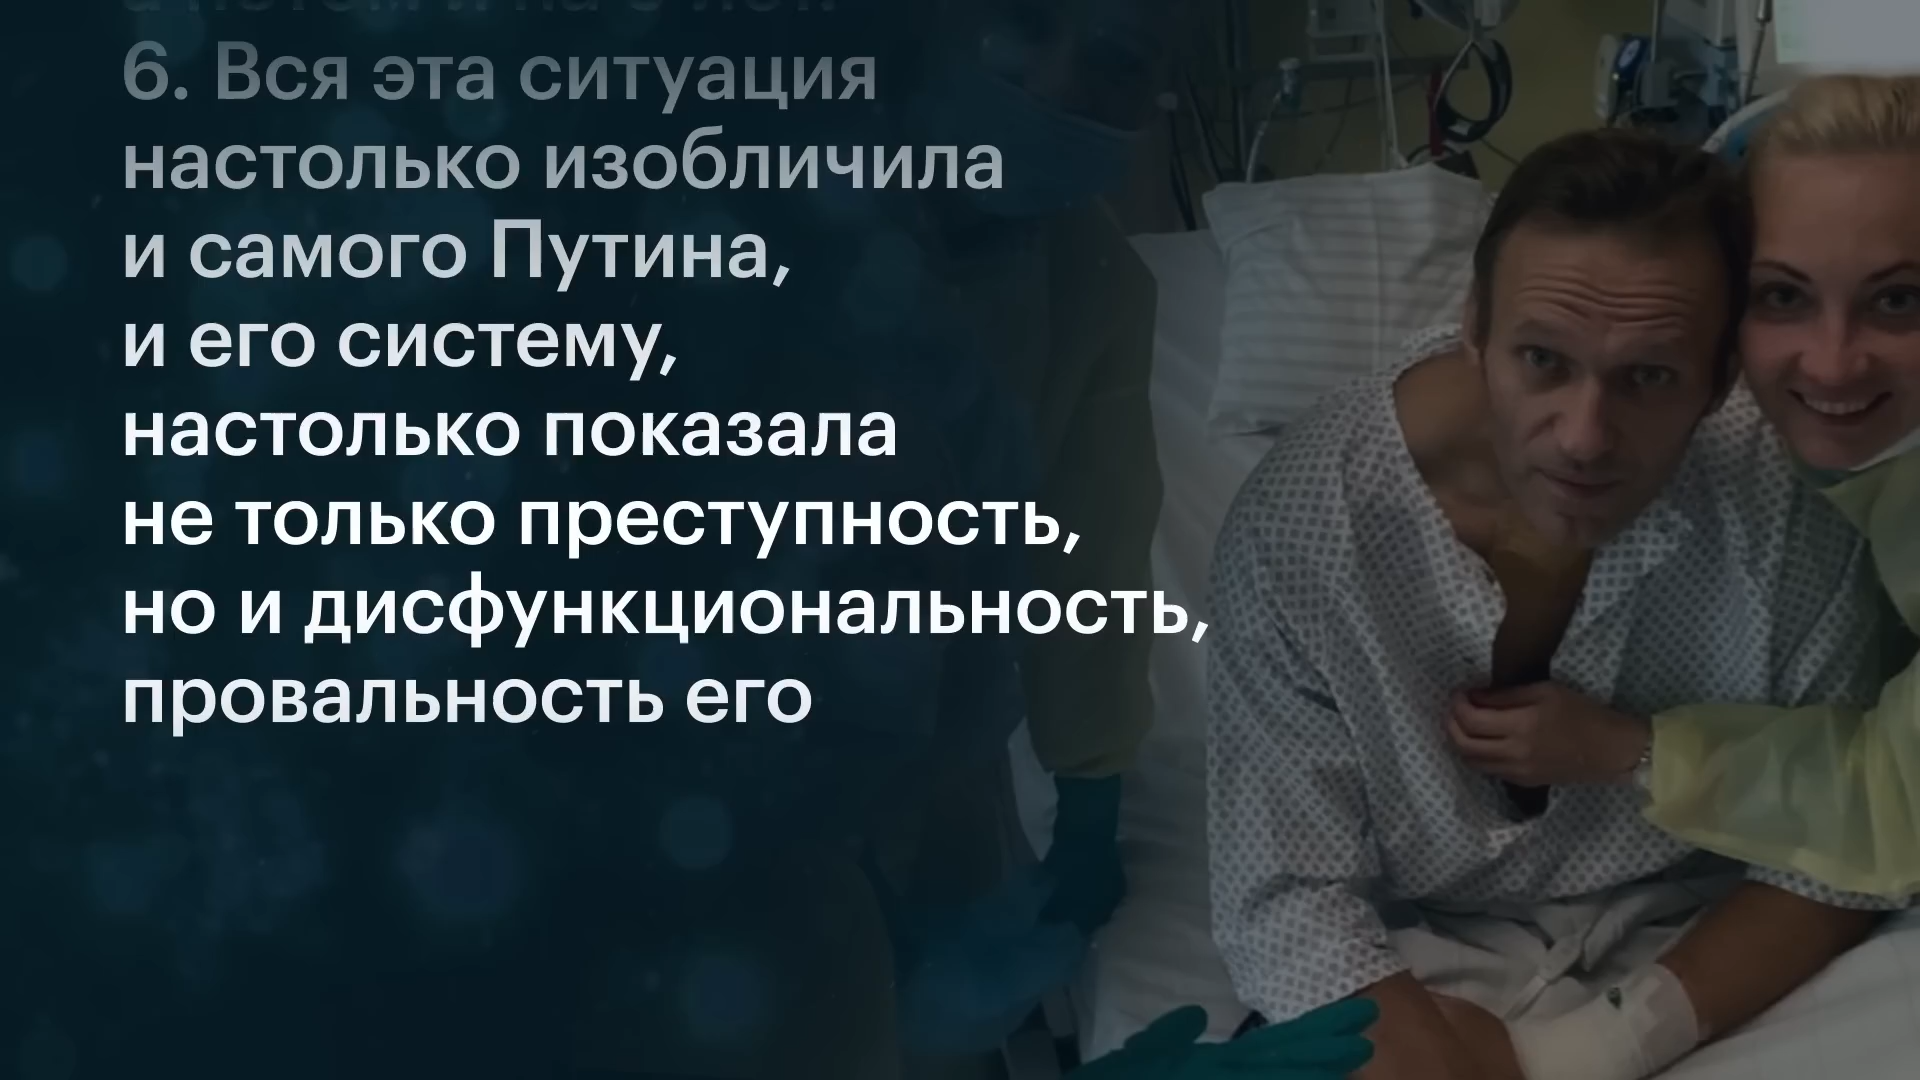 6. Вся эта ситуация
настолько изобличила
и самого Путина,
и его систему,
настолько показала
не только преступность,
но и дисфункциональность,
провальность его